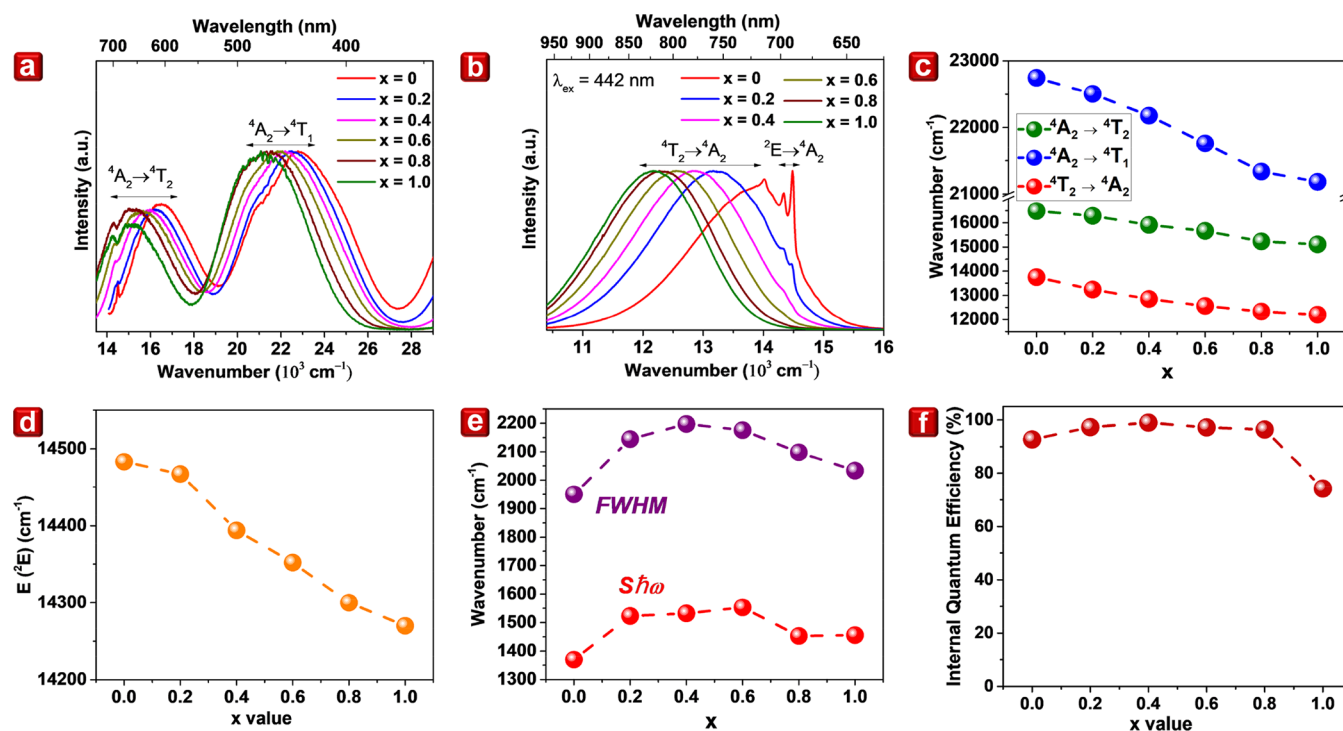 a
Wavelength (nm)
700 600 500 400
x = 0
x = 0.2
x = 0.4
x = 0.6
x = 0.8
x = 1.0
⁴A₂→⁴T₁
⁴A₂→⁴T₂
Intensity (a.u.)
14 16 18 20 21 23 25 28
Wavenumber (10³ cm⁻¹)
b
Wavelength (nm)
950 900 850 800 750 700 650
λex = 442 nm
x = 0
x = 0.2
x = 0.4
x = 0.6
x = 0.8
x = 1.0
⁴T₂→⁴A₂
²E→⁴A₂
Intensity (a.u.)
11 12 13 14 15 16
Wavenumber (10³ cm⁻¹)
c
23000
22000
21000
16000
15000
14000
13000
12000
Wavenumber (cm⁻¹)
⁴A₂ → ⁴T₂
⁴A₂ → ⁴T₁
⁴T₂ → ⁴A₂
0.0 0.2 0.4 0.6 0.8 1.0
x
d
14500
14400
14300
14200
E (²E) (cm⁻¹)
0.0 0.2 0.4 0.6 0.8 1.0
x value
e
2200
2100
2000
1900
1800
1700
1600
1500
1400
1300
Wavenumber (cm⁻¹)
FWHM
Sℏω
0.0 0.2 0.4 0.6 0.8 1.0
x
f
100
80
60
40
20
0
Internal Quantum Efficiency (%)
0.0 0.2 0.4 0.6 0.8 1.0
x value